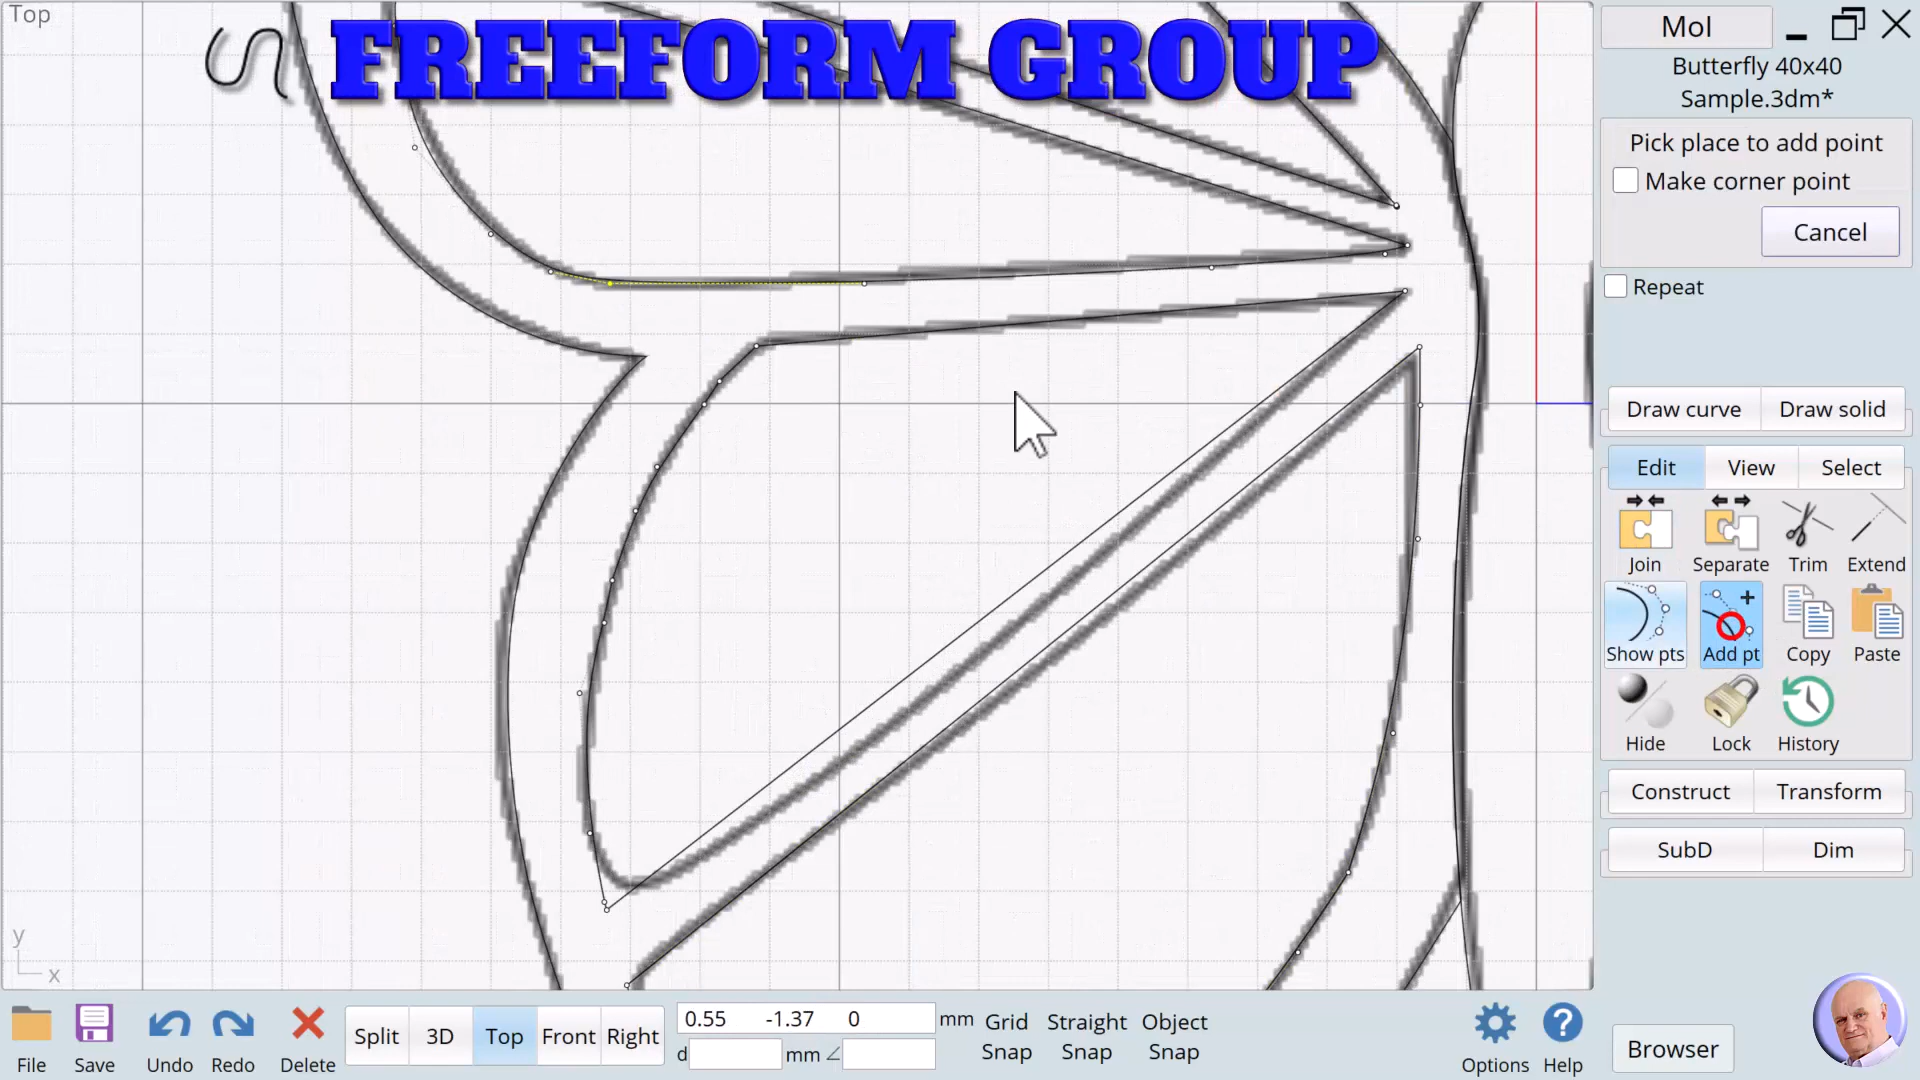 Top
FREEFORM GROUP
MoI
Butterfly 40x40
Sample.3dm*
Pick place to add point
Make corner point
Cancel
Repeat
Draw curve
Draw solid
Edit
View
Select
Join
Separate
Trim
Extend
Show pts
Add pt
Copy
Paste
Hide
Lock
History
Construct
Transform
SubD
Dim
y
x
File
Save
Undo
Redo
Delete
Split
3D
Top
Front
Right
0.55 -1.37 0 mm
d mm ∠
Grid
Snap
Straight
Snap
Object
Snap
Options
Help
Browser